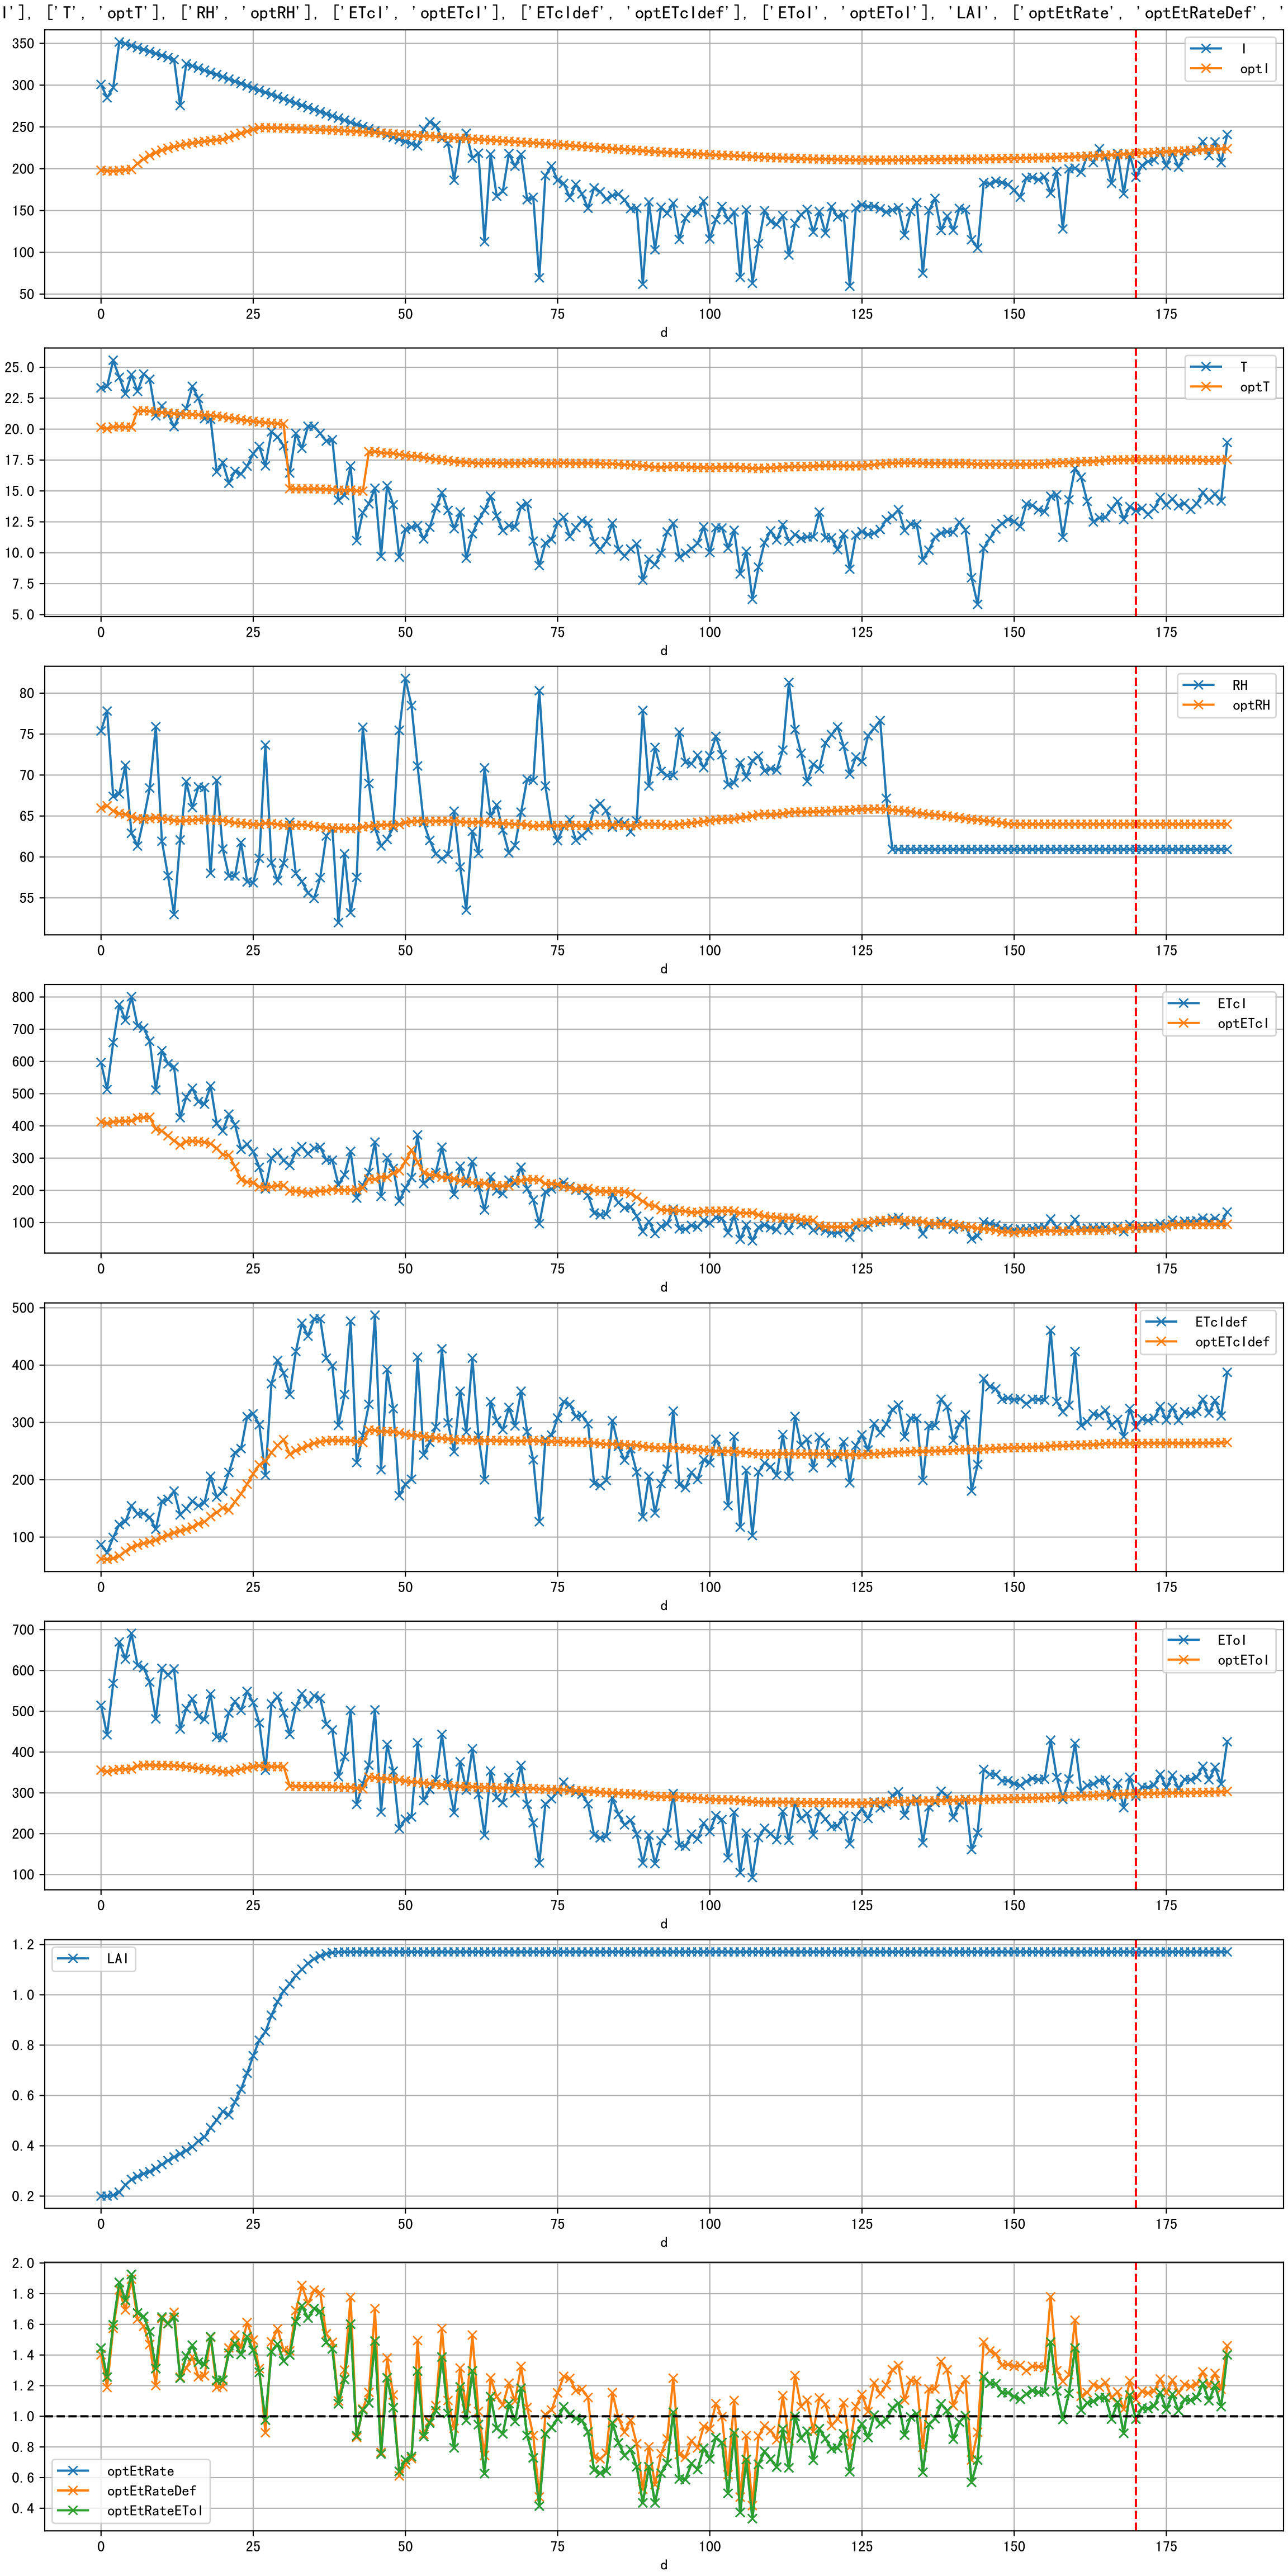 I'], ['T', 'optT'], ['RH', 'optRH'], ['ETcI', 'optETcI'], ['ETcIdef', 'optETcIdef'], ['EToI', 'optEToI'], 'LAI', ['optEtRate', 'optEtRateDef', '
350
300
250
200
150
100
50
I
optI
0 25 50 75 100 125 150 175
d
25.0
22.5
20.0
17.5
15.0
12.5
10.0
7.5
5.0
T
optT
0 25 50 75 100 125 150 175
d
80
75
70
65
60
55
RH
optRH
0 25 50 75 100 125 150 175
d
800
700
600
500
400
300
200
100
ETcI
optETcI
0 25 50 75 100 125 150 175
d
500
400
300
200
100
ETcIdef
optETcIdef
0 25 50 75 100 125 150 175
d
700
600
500
400
300
200
100
EToI
optEToI
0 25 50 75 100 125 150 175
d
1.2
1.0
0.8
0.6
0.4
0.2
LAI
0 25 50 75 100 125 150 175
d
2.0
1.8
1.6
1.4
1.2
1.0
0.8
0.6
0.4
optEtRate
optEtRateDef
optEtRateEToI
0 25 50 75 100 125 150 175
d